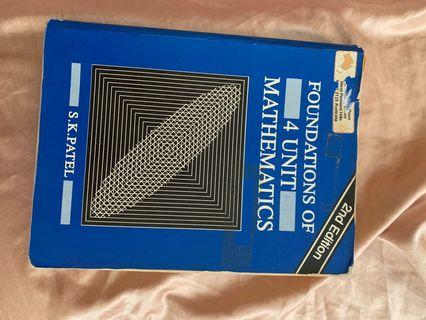 FOUNDATIONS OF
4 UNIT
MATHEMATICS
S.K.PATEL
2nd Edition